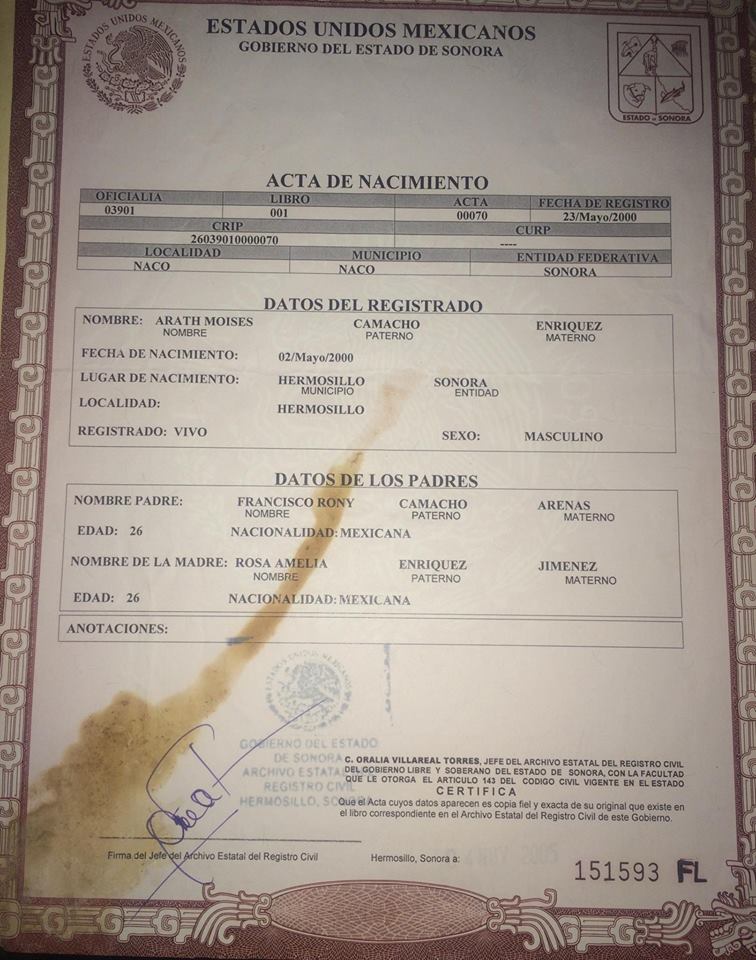 ESTADOS UNIDOS MEXICANOS
ESTADOS UNIDOS MEXICANOS
GOBIERNO DEL ESTADO DE SONORA
ESTADO DE SONORA
ACTA DE NACIMIENTO
OFICIALIA LIBRO ACTA FECHA DE REGISTRO
03901 001 00070 23/Mayo/2000
CRIP CURP
26039010000070 ----
LOCALIDAD MUNICIPIO ENTIDAD FEDERATIVA
NACO NACO SONORA
DATOS DEL REGISTRADO
NOMBRE: ARATH MOISES CAMACHO ENRIQUEZ
NOMBRE PATERNO MATERNO
FECHA DE NACIMIENTO: 02/Mayo/2000
LUGAR DE NACIMIENTO: HERMOSILLO SONORA
MUNICIPIO ENTIDAD
LOCALIDAD: HERMOSILLO
REGISTRADO: VIVO SEXO: MASCULINO
DATOS DE LOS PADRES
NOMBRE PADRE: FRANCISCO RONY CAMACHO ARENAS
NOMBRE PATERNO MATERNO
EDAD: 26 NACIONALIDAD: MEXICANA
NOMBRE DE LA MADRE: ROSA AMELIA ENRIQUEZ JIMENEZ
NOMBRE PATERNO MATERNO
EDAD: 26 NACIONALIDAD: MEXICANA
ANOTACIONES:
ESTADOS UNIDOS MEXICANOS
GOBIERNO DEL ESTADO
DE SONORA
ARCHIVO ESTATAL
REGISTRO CIVIL
HERMOSILLO, SONORA
C. ORALIA VILLAREAL TORRES, JEFE DEL ARCHIVO ESTATAL DEL REGISTRO CIVIL
DEL GOBIERNO LIBRE Y SOBERANO DEL ESTADO DE SONORA, CON LA FACULTAD
QUE LE OTORGA EL ARTICULO 143 DEL CODIGO CIVIL VIGENTE EN EL ESTADO
CERTIFICA
Que el Acta cuyos datos aparecen es copia fiel y exacta de su original que existe en
el libro correspondiente en el Archivo Estatal del Registro Civil de este Gobierno.
Firma del Jefe del Archivo Estatal del Registro Civil
Hermosillo, Sonora a:
151593 FL